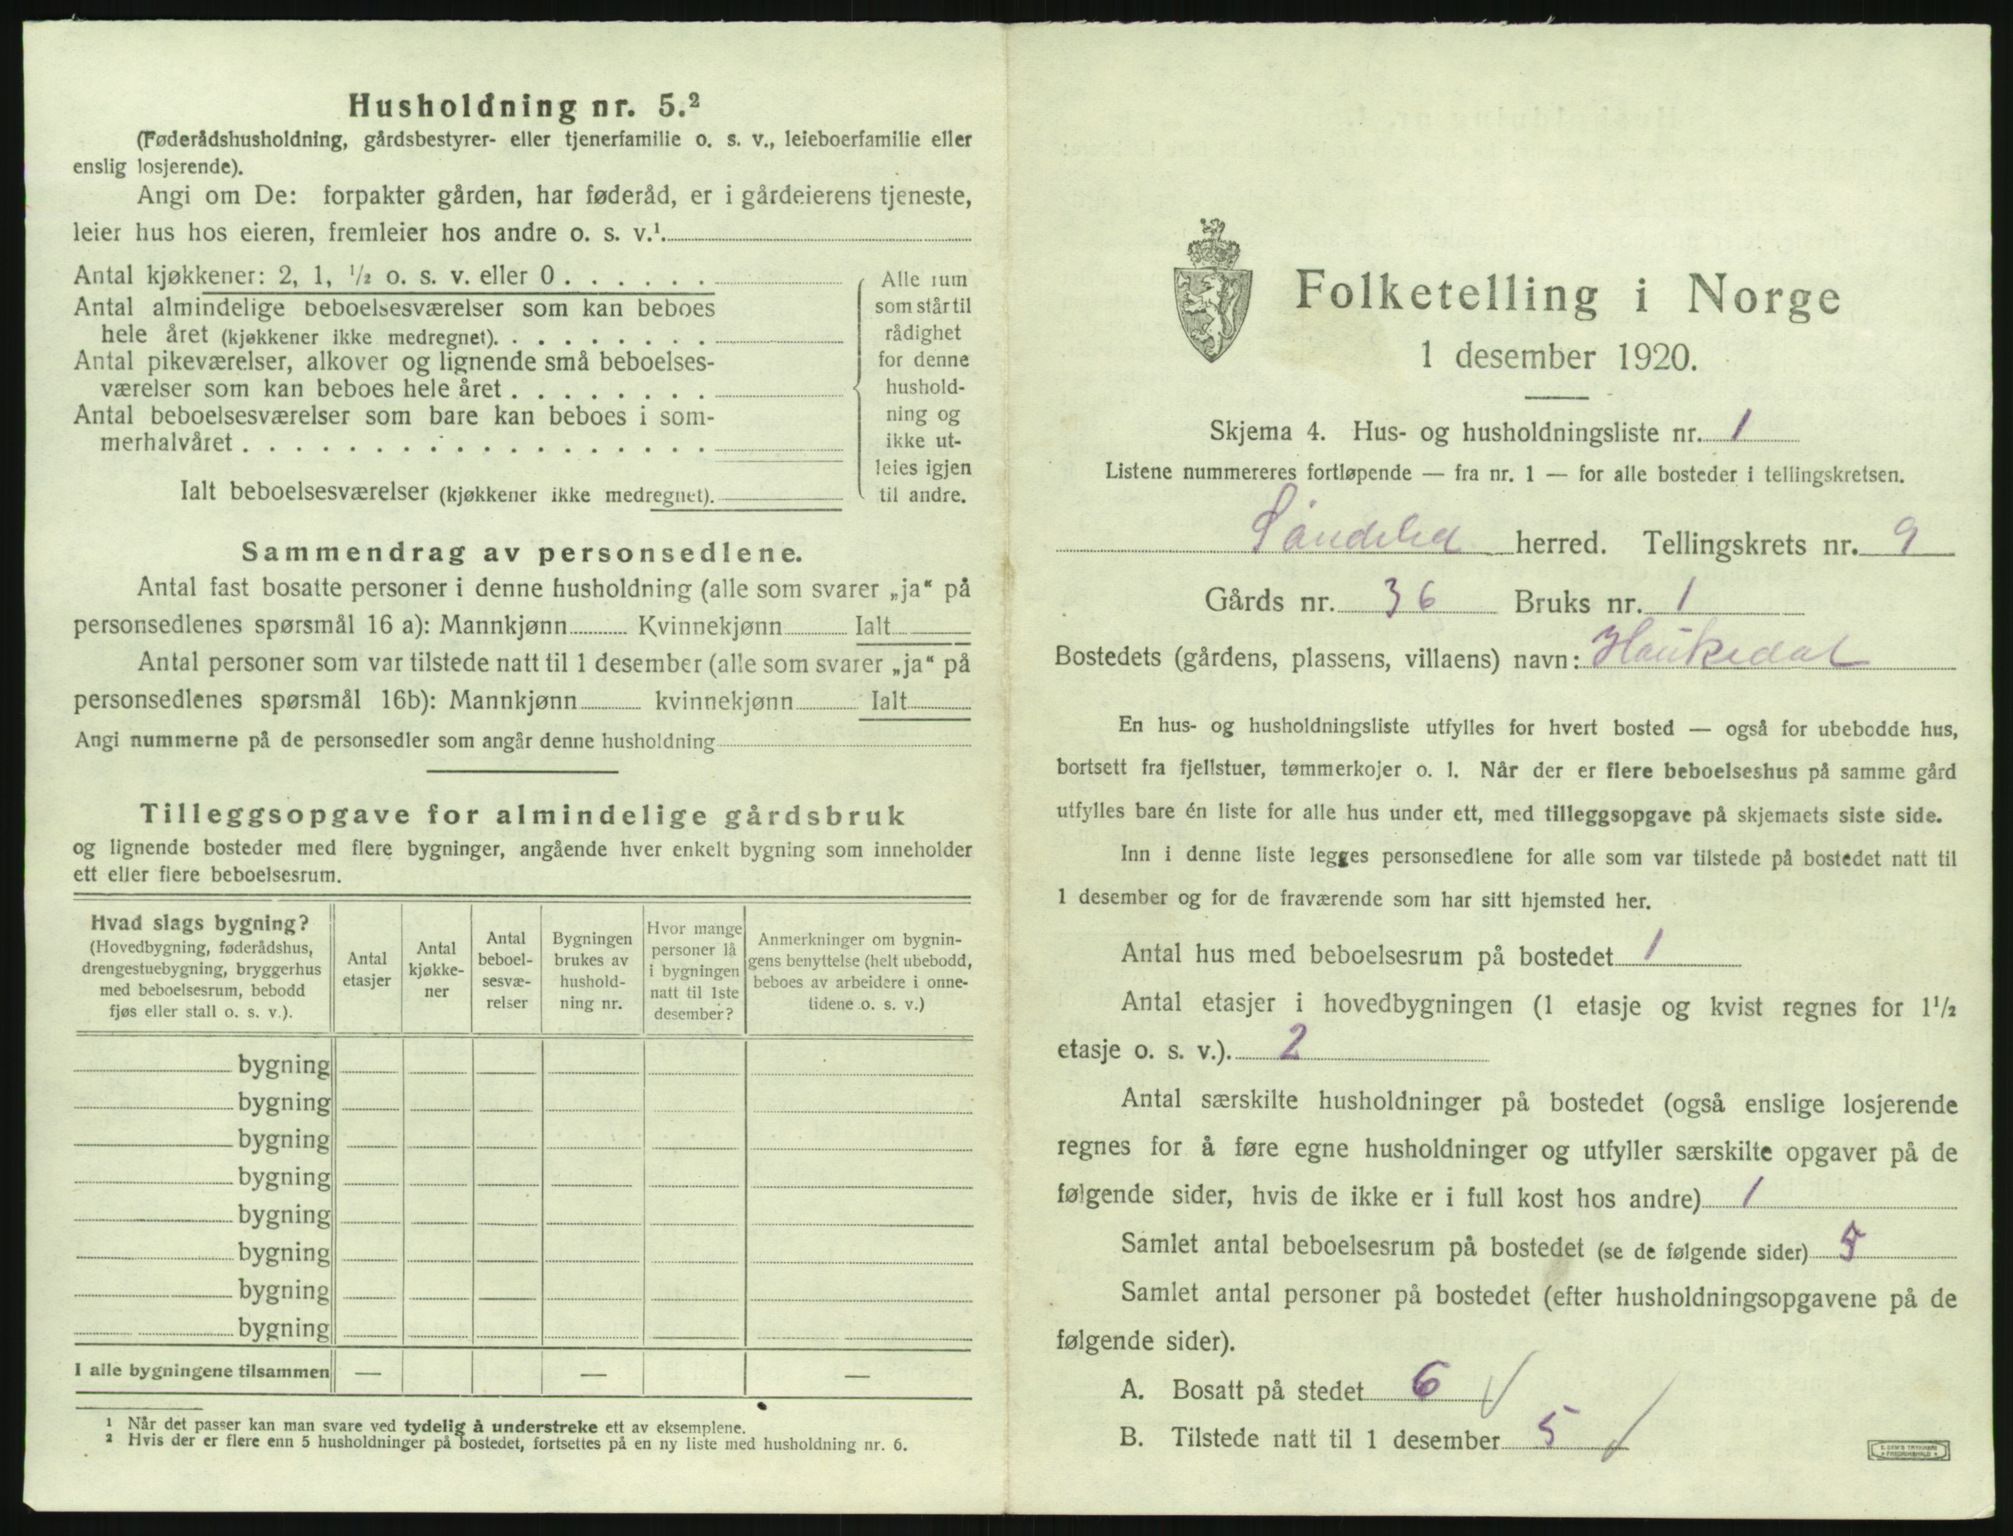 Husholdning nr. 5.²
(Føderådshusholdning, gårdsbestyrer- eller tjenerfamilie o. s. v., leieboerfamilie eller
enslig losjerende).
Angi om De: forpakter gården, har føderåd, er i gårdeierens tjeneste,
leier hus hos eieren, fremleier hos andre o. s. v.¹
Antal kjøkkener: 2, 1, ½ o. s. v. eller 0 . . . . . .
Antal almindelige beboelsesværelser som kan beboes
hele året (kjøkkener ikke medregnet). . . . . . . . .
Antal pikeværelser, alkover og lignende små beboelses-
værelser som kan beboes hele året . . . . . . . .
Antal beboelsesværelser som bare kan beboes i som-
merhalvåret . . . . . . . . . . . . . . . . . .
Ialt beboelsesværelser (kjøkkener ikke medregnet).
Alle rum
som står til
rådighet
for denne
hushold-
ning og
ikke ut-
leies igjen
til andre.
Sammendrag av personsedlene.
Antal fast bosatte personer i denne husholdning (alle som svarer „ja“ på
personsedlenes spørsmål 16 a): Mannkjønn Kvinnekjønn Ialt
Antal personer som var tilstede natt til 1 desember (alle som svarer „ja“ på
personsedlenes spørsmål 16b): Mannkjønn kvinnekjønn Ialt
Angi nummerne på de personsedler som angår denne husholdning
Tilleggsopgave for almindelige gårdsbruk
og lignende bosteder med flere bygninger, angående hver enkelt bygning som inneholder
ett eller flere beboelsesrum.
Hvad slags bygning?
(Hovedbygning, føderådshus,
drengestuebygning, bryggerhus
med beboelsesrum, bebodd
fjøs eller stall o. s. v.).
Antal
etasjer
Antal
kjøkke-
ner
Antal
beboel-
sesvæ-
relser
Bygningen
brukes av
hushold-
ning nr.
Hvor mange
personer lå
i bygningen
natt til 1ste
desember?
Anmerkninger om bygnin-
gens benyttelse (helt ubebodd,
beboes av arbeidere i onne-
tidene o. s. v.)
bygning
bygning
bygning
bygning
bygning
bygning
bygning
bygning
I alle bygningene tilsammen — — —
¹ Når det passer kan man svare ved tydelig å understreke ett av eksemplene.
² Hvis der er flere enn 5 husholdninger på bostedet, fortsettes på en ny liste med husholdning nr. 6.
Folketelling i Norge
1 desember 1920.
Skjema 4. Hus- og husholdningsliste nr. 1
Listene nummereres fortløpende — fra nr. 1 — for alle bosteder i tellingskretsen.
Søndeled herred. Tellingskrets nr. 9
Gårds nr. 36 Bruks nr. 1
Bostedets (gårdens, plassens, villaens) navn: Haukedal
En hus- og husholdningsliste utfylles for hvert bosted — også for ubebodde hus,
bortsett fra fjellstuer, tømmerkojer o. l. Når der er flere beboelseshus på samme gård
utfylles bare én liste for alle hus under ett, med tilleggsopgave på skjemaets siste side.
Inn i denne liste legges personsedlene for alle som var tilstede på bostedet natt til
1 desember og for de fraværende som har sitt hjemsted her.
Antal hus med beboelsesrum på bostedet 1
Antal etasjer i hovedbygningen (1 etasje og kvist regnes for 1½
etasje o. s. v.). 2
Antal særskilte husholdninger på bostedet (også enslige losjerende
regnes for å føre egne husholdninger og utfyller særskilte opgaver på de
følgende sider, hvis de ikke er i full kost hos andre) 1
Samlet antal beboelsesrum på bostedet (se de følgende sider) 5
Samlet antal personer på bostedet (efter husholdningsopgavene på de
følgende sider).
A. Bosatt på stedet 6
B. Tilstede natt til 1 desember 5